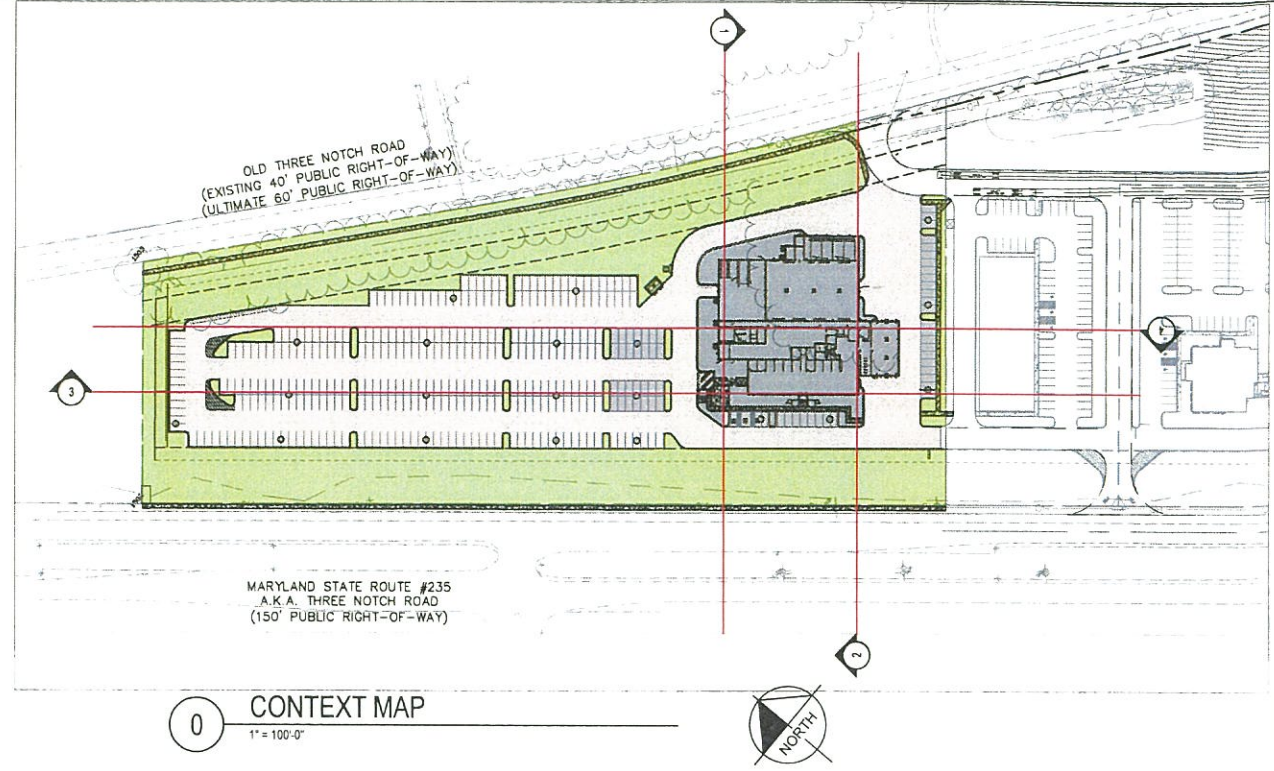 1
OLD THREE NOTCH ROAD
(EXISTING 40' PUBLIC RIGHT-OF-WAY)
(ULTIMATE 60' PUBLIC RIGHT-OF-WAY)
3
MARYLAND STATE ROUTE #235
A.K.A. THREE NOTCH ROAD
(150' PUBLIC RIGHT-OF-WAY)
2
0
CONTEXT MAP
1" = 100'-0"
NORTH